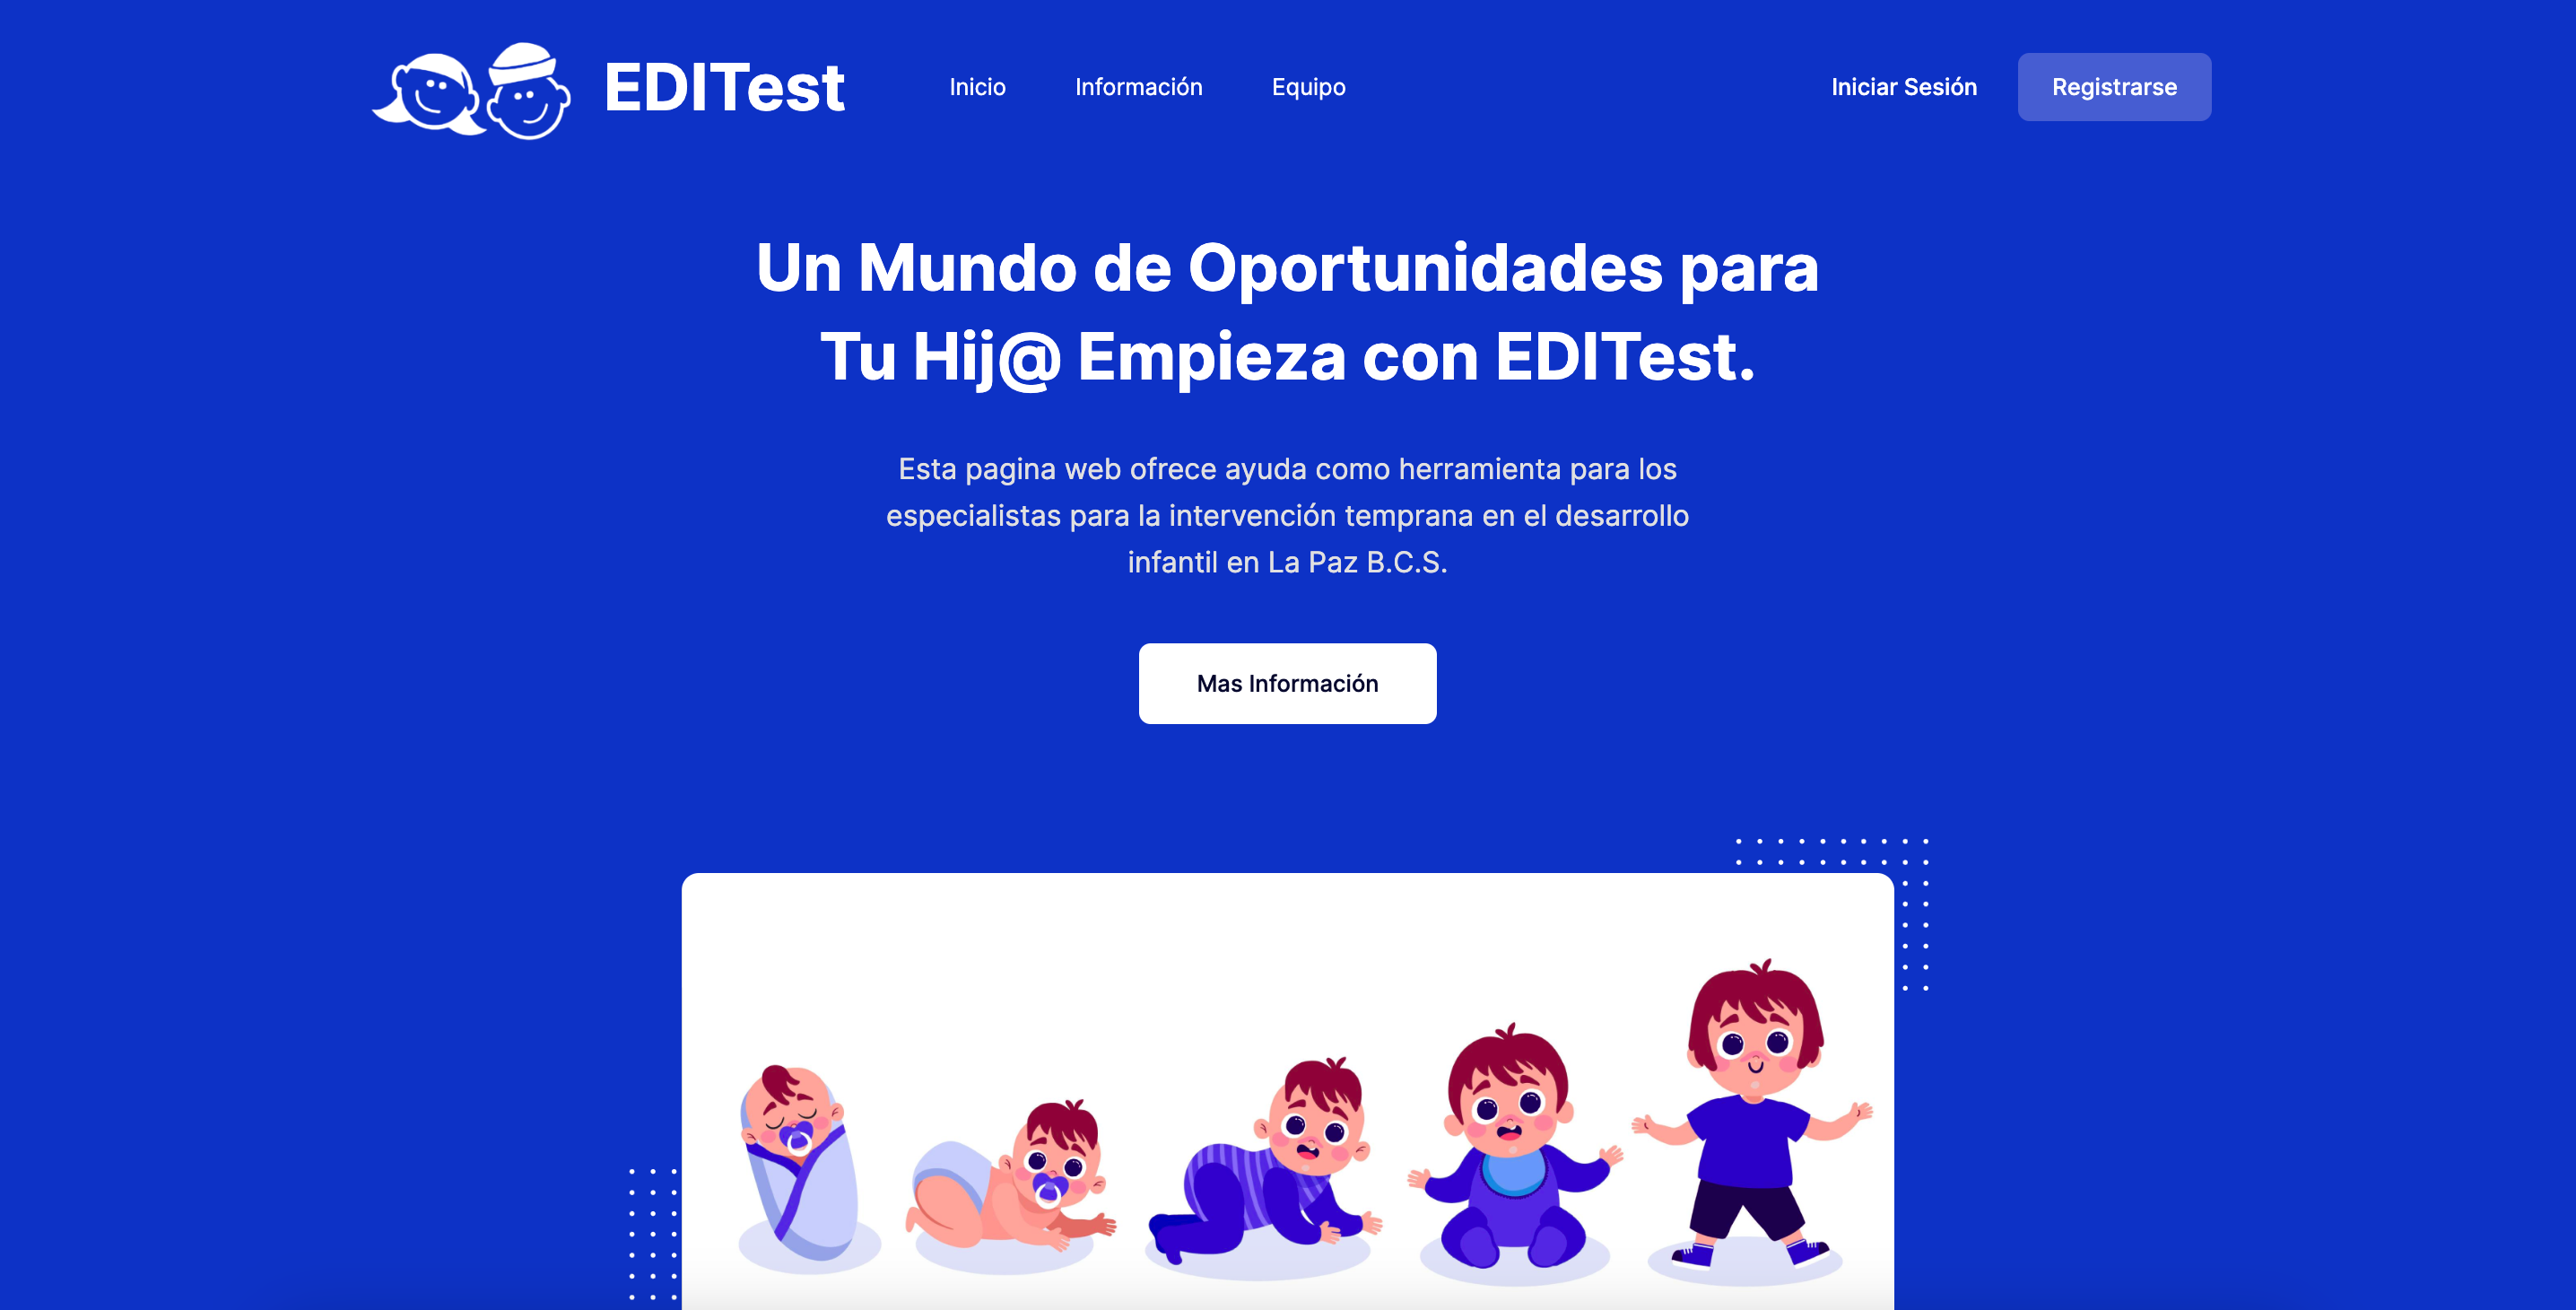 EDITest
Inicio
Información
Equipo
Iniciar Sesión
Registrarse
Un Mundo de Oportunidades para
Tu Hij@ Empieza con EDITest.
Esta pagina web ofrece ayuda como herramienta para los
especialistas para la intervención temprana en el desarrollo
infantil en La Paz B.C.S.
Mas Información